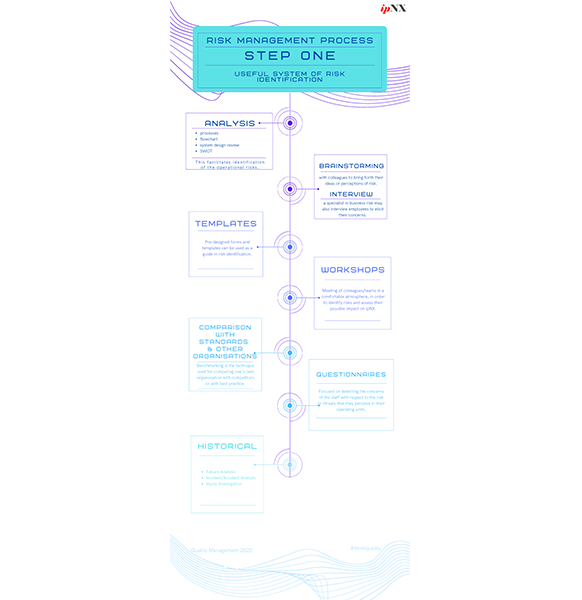 ipNX
RISK MANAGEMENT PROCESS
STEP ONE
USEFUL SYSTEM OF RISK
IDENTIFICATION
ANALYSIS
processes
flowchart
system design review
SWOT
This facilitates identification
of the operational risks.
BRAINSTORMING
with colleagues to bring forth their
ideas or perceptions of risk.
INTERVIEW
a specialist in business risk may
also interview employees to elicit
their concerns.
TEMPLATES
Pre-designed forms and
templates can be used as a
guide in risk identification.
WORKSHOPS
Meeting of colleagues/teams in a
comfortable atmosphere, in order
to identify risks and assess their
possible impact on ipNX.
COMPARISON
WITH
STANDARDS
& OTHER
ORGANISATIONS
Benchmarking is the technique
used for comparing one's own
organisation with competitors
or with best practice.
QUESTIONNAIRES
Focused on detecting the concerns
of the staff with respect to the risk
or threats that they perceive in their
operating units.
HISTORICAL
Failure Analysis
Incident/Accident Analysis
Injury Investigation
Quality Management 2020
#thinkquality